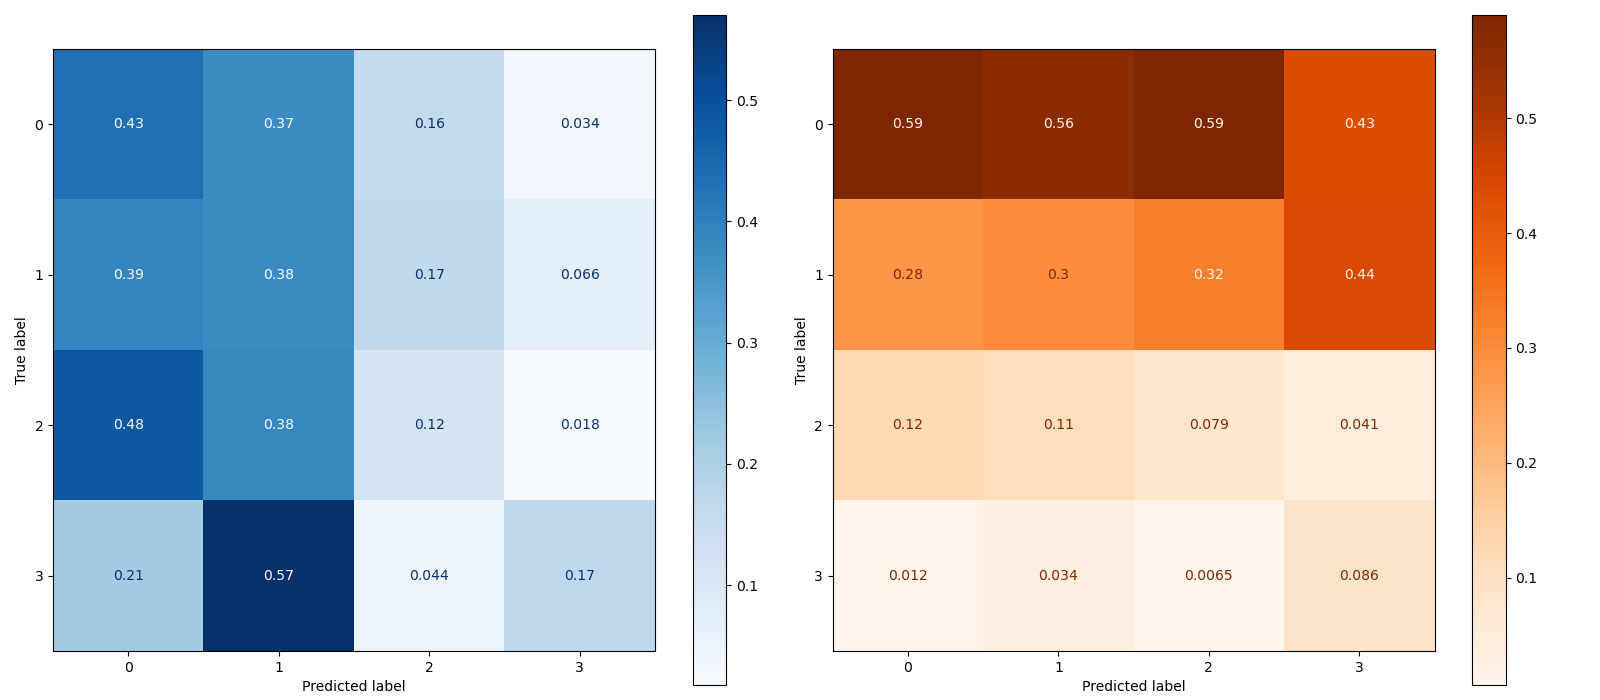 0.43 0.37 0.16 0.034
0.39 0.38 0.17 0.066
0.48 0.38 0.12 0.018
0.21 0.57 0.044 0.17
0
1
2
3
True label
0 1 2 3
Predicted label
0.5
0.4
0.3
0.2
0.1
0.59 0.56 0.59 0.43
0.28 0.3 0.32 0.44
0.12 0.11 0.079 0.041
0.012 0.034 0.0065 0.086
0
1
2
3
True label
0 1 2 3
Predicted label
0.5
0.4
0.3
0.2
0.1